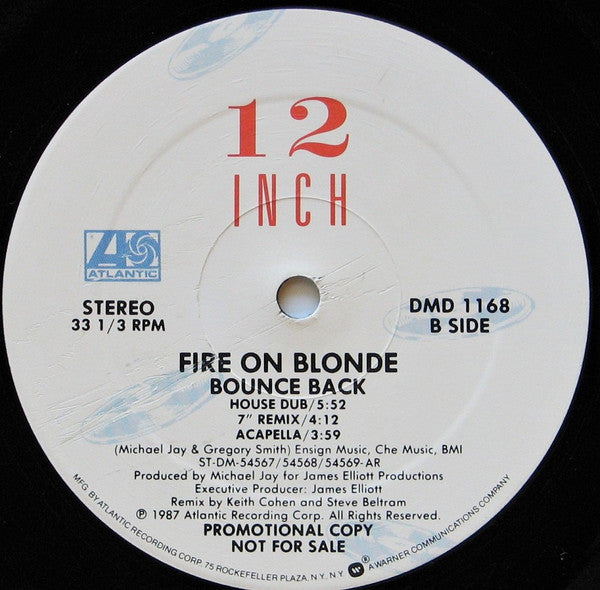 12
INCH
ATLANTIC
STEREO
33 1/3 RPM
DMD 1168
B SIDE
FIRE ON BLONDE
BOUNCE BACK
HOUSE DUB/5:52
7" REMIX/4:12
ACAPELLA/3:59
(Michael Jay & Gregory Smith) Ensign Music, Che Music, BMI
ST-DM-54567/54568/54569-AR
Produced by Michael Jay for James Elliott Productions
Executive Producer: James Elliott
Remix by Keith Cohen and Steve Beltram
℗ 1987 Atlantic Recording Corp. All Rights Reserved.
PROMOTIONAL COPY
NOT FOR SALE
MFG. BY ATLANTIC RECORDING CORP. 75 ROCKEFELLER PLAZA, N.Y. N.Y. ® A WARNER COMMUNICATIONS COMPANY